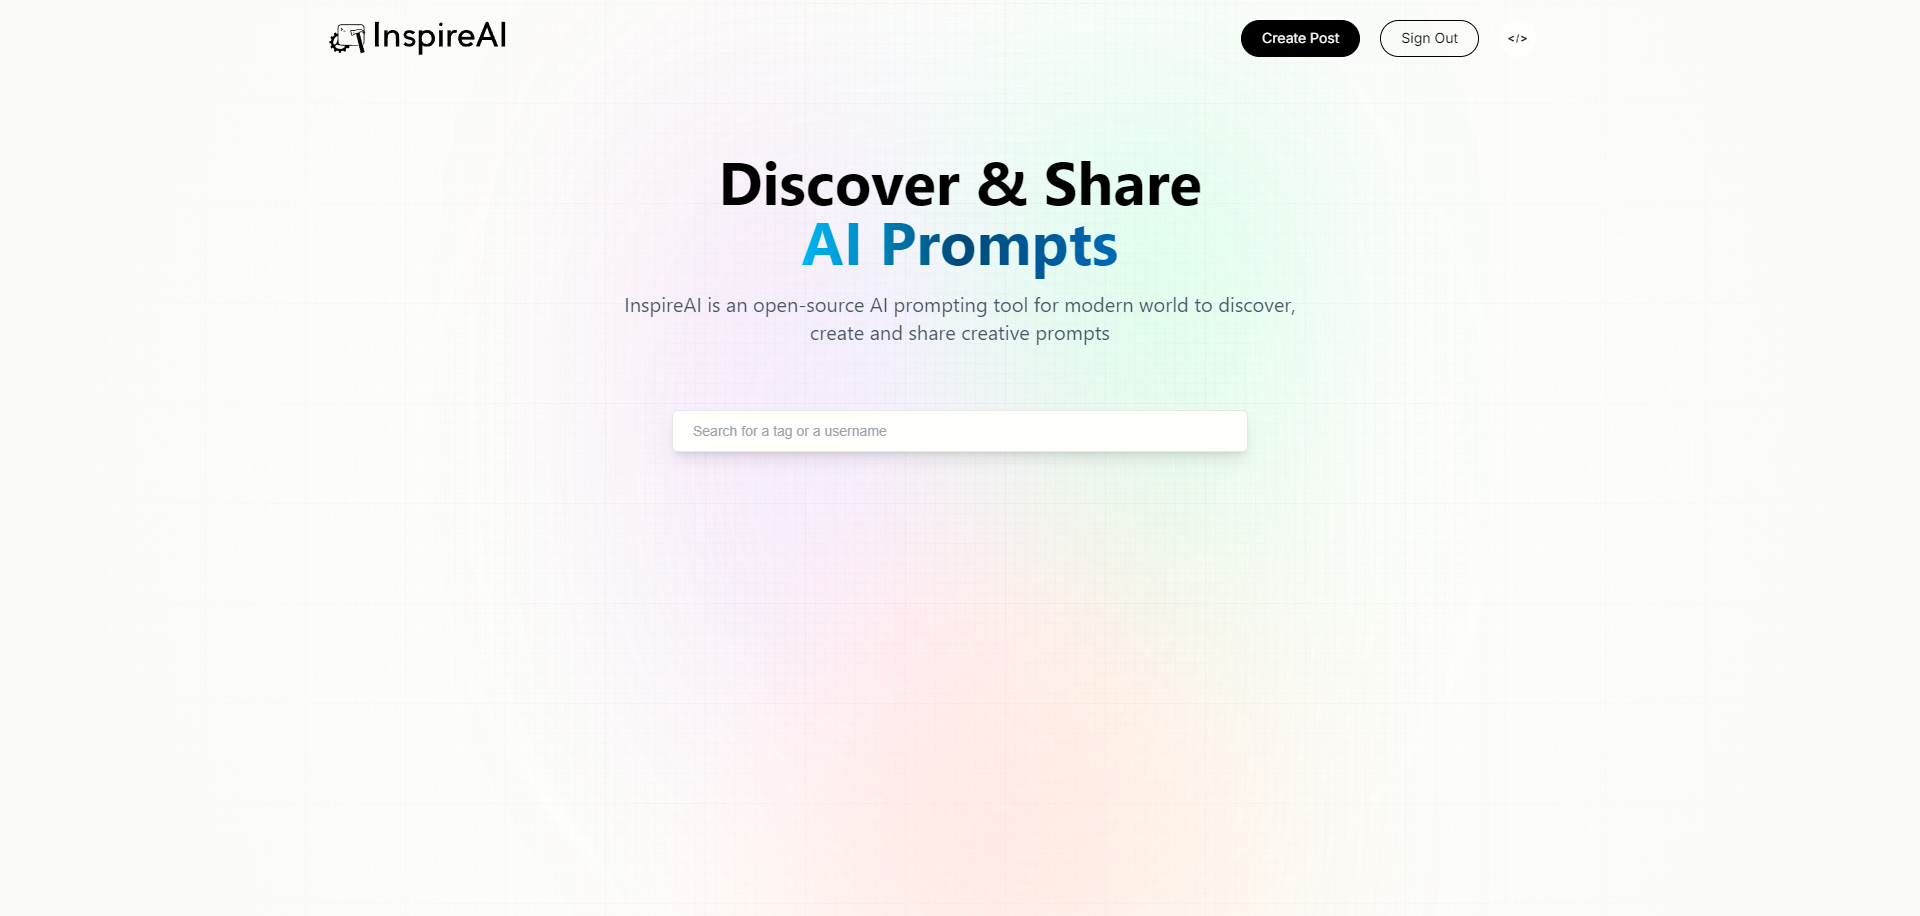 InspireAI
Create Post
Sign Out
</>
Discover & Share
AI Prompts
InspireAI is an open-source AI prompting tool for modern world to discover,
create and share creative prompts
Search for a tag or a username